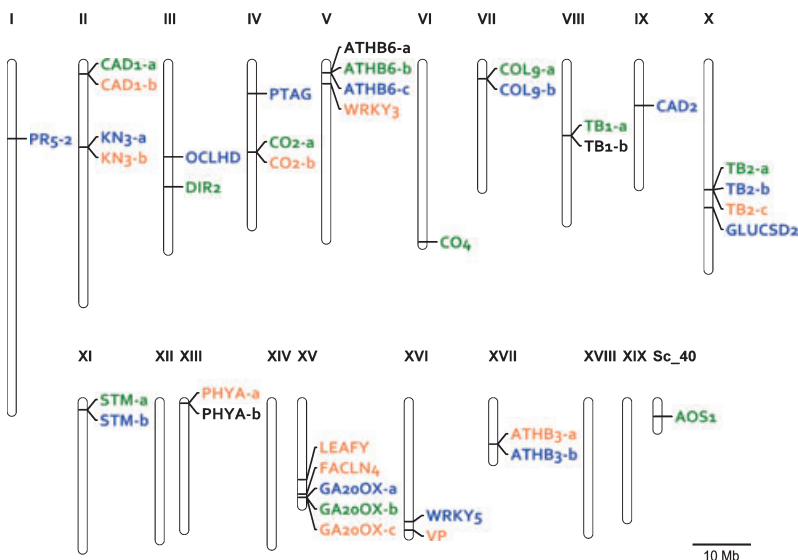 I II III IV V VI VII VIII IX X
ATHB6-a
CAD1-a ATHB6-b COL9-a
CAD1-b ATHB6-c COL9-b
PTAG WRKY3 CAD2
TB1-a
PR5-2 KN3-a CO2-a TB1-b
KN3-b OCLHD CO2-b
TB2-a
DIR2 TB2-b
TB2-c
GLUCSD2
CO4
XI XII XIII XIV XV XVI XVII XVIII XIX Sc_40
PHYA-a
STM-a PHYA-b AOS1
STM-b
ATHB3-a
LEAFY ATHB3-b
FACLN4
GA20OX-a
GA20OX-b WRKY5
GA20OX-c VP
10 Mb